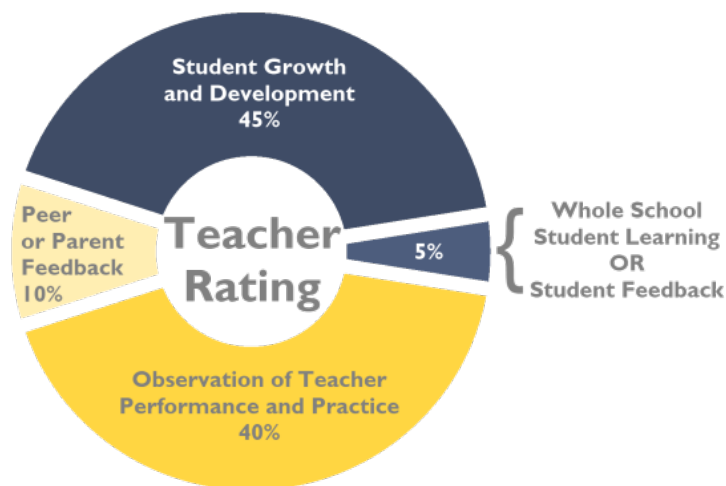 Student Growth
and Development
45%
Peer
or Parent
Feedback
10%
Teacher
Rating
5%
Whole School
Student Learning
OR
Student Feedback
Observation of Teacher
Performance and Practice
40%